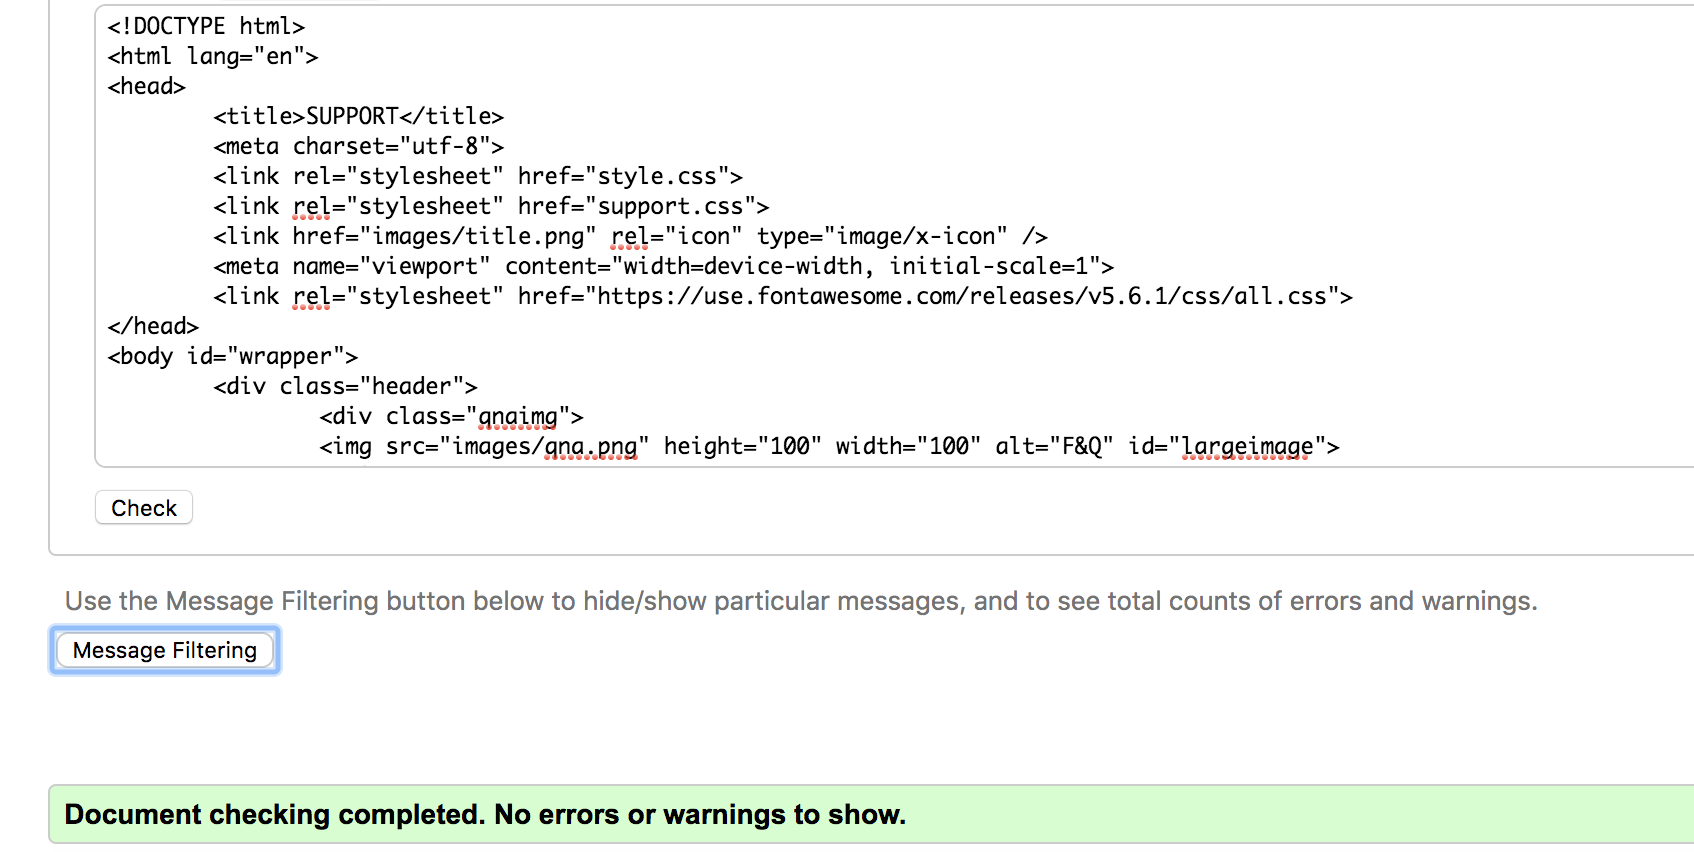 <!DOCTYPE html>
<html lang="en">
<head>
<title>SUPPORT</title>
<meta charset="utf-8">
<link rel="stylesheet" href="style.css">
<link rel="stylesheet" href="support.css">
<link href="images/title.png" rel="icon" type="image/x-icon" />
<meta name="viewport" content="width=device-width, initial-scale=1">
<link rel="stylesheet" href="https://use.fontawesome.com/releases/v5.6.1/css/all.css">
</head>
<body id="wrapper">
<div class="header">
<div class="qnaimg">
<img src="images/qna.png" height="100" width="100" alt="F&Q" id="largeimage">
Check
Use the Message Filtering button below to hide/show particular messages, and to see total counts of errors and warnings.
Message Filtering
Document checking completed. No errors or warnings to show.